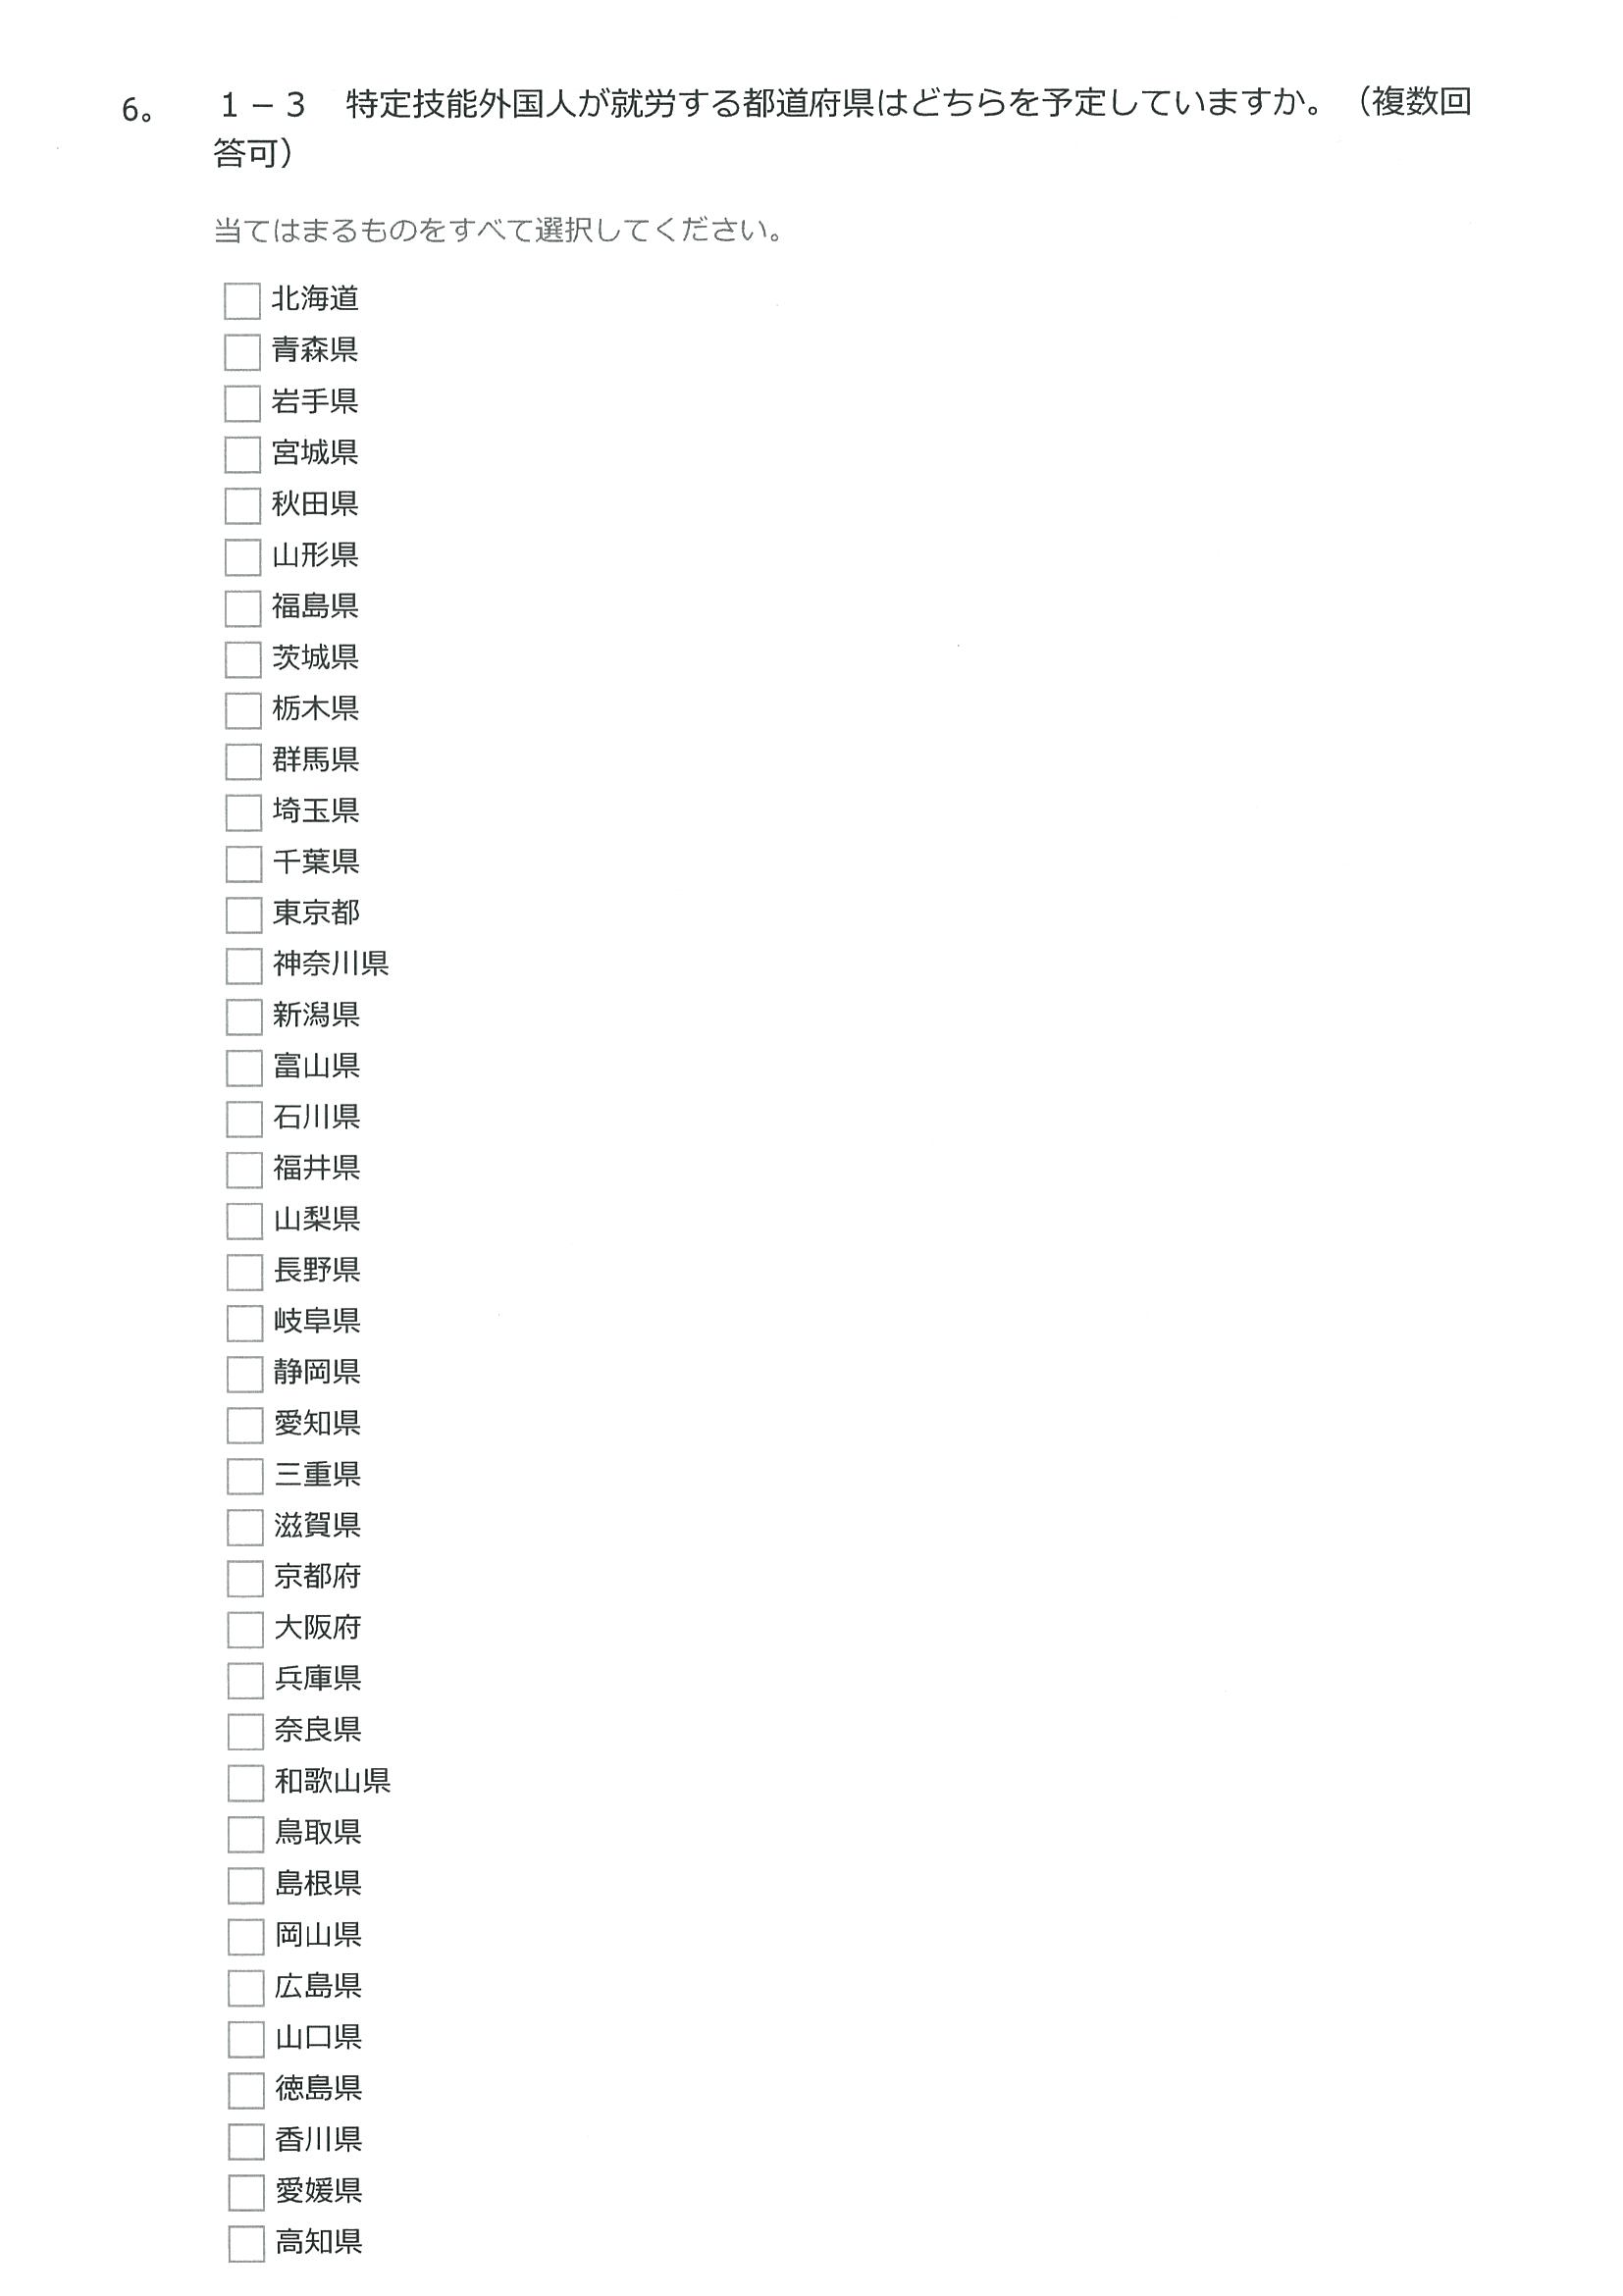 6。 1－3 特定技能外国人が就労する都道府県はどちらを予定していますか。（複数回
答可）
当てはまるものをすべて選択してください。
北海道
青森県
岩手県
宮城県
秋田県
山形県
福島県
茨城県
栃木県
群馬県
埼玉県
千葉県
東京都
神奈川県
新潟県
富山県
石川県
福井県
山梨県
長野県
岐阜県
静岡県
愛知県
三重県
滋賀県
京都府
大阪府
兵庫県
奈良県
和歌山県
鳥取県
島根県
岡山県
広島県
山口県
徳島県
香川県
愛媛県
高知県